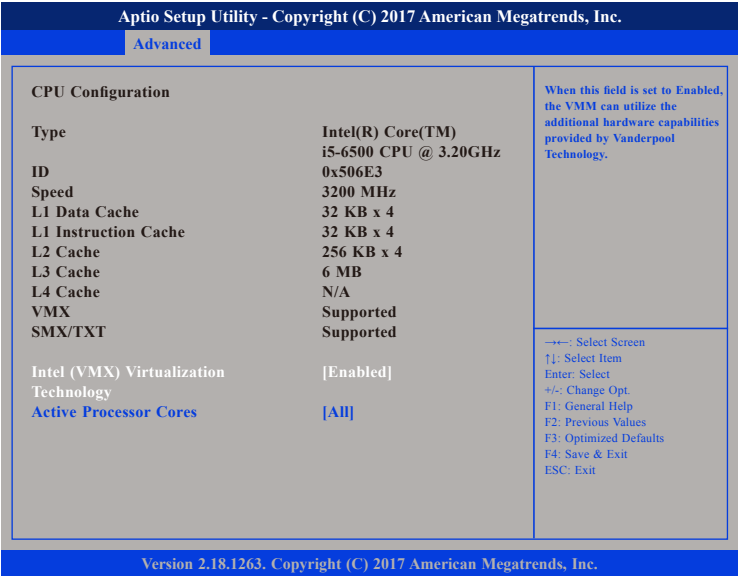 Aptio Setup Utility - Copyright (C) 2017 American Megatrends, Inc.
Advanced
CPU Configuration
Type Intel(R) Core(TM)
i5-6500 CPU @ 3.20GHz
ID 0x506E3
Speed 3200 MHz
L1 Data Cache 32 KB x 4
L1 Instruction Cache 32 KB x 4
L2 Cache 256 KB x 4
L3 Cache 6 MB
L4 Cache N/A
VMX Supported
SMX/TXT Supported
Intel (VMX) Virtualization [Enabled]
Technology
Active Processor Cores [All]
When this field is set to Enabled,
the VMM can utilize the
additional hardware capabilities
provided by Vanderpool
Technology.
→←: Select Screen
↑↓: Select Item
Enter: Select
+/-: Change Opt.
F1: General Help
F2: Previous Values
F3: Optimized Defaults
F4: Save & Exit
ESC: Exit
Version 2.18.1263. Copyright (C) 2017 American Megatrends, Inc.